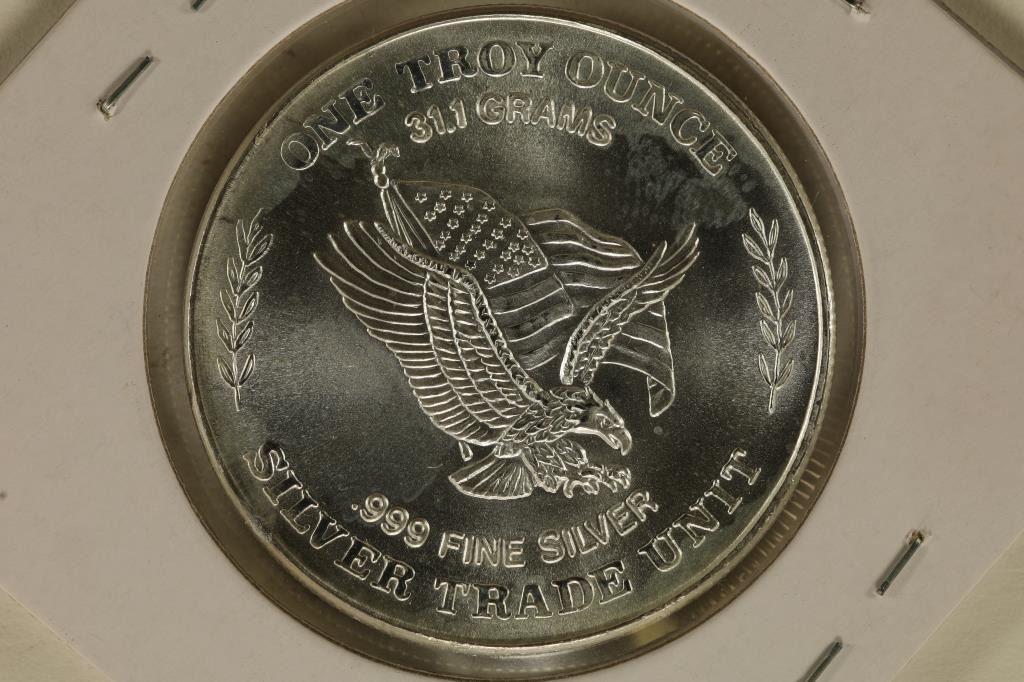 ONE TROY OUNCE
31.1 GRAMS
.999 FINE SILVER
SILVER TRADE UNIT